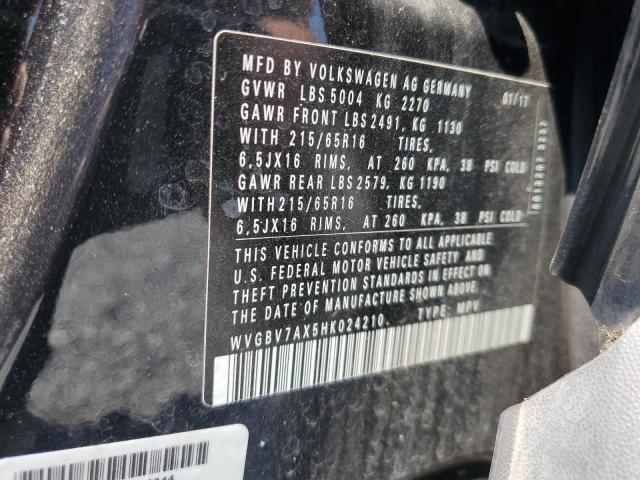 MFD BY VOLKSWAGEN AG GERMANY 01/17
GVWR LBS 5004 KG 2270
GAWR FRONT LBS 2491, KG 1130
WITH 215/65R16 TIRES,
6,5JX16 RIMS, AT 260 KPA, 38 PSI COLD
GAWR REAR LBS 2579, KG 1190
WITH 215/65R16 TIRES,
6,5JX16 RIMS, AT 260 KPA, 38 PSI COLD
THIS VEHICLE CONFORMS TO ALL APPLICABLE
U.S. FEDERAL MOTOR VEHICLE SAFETY AND
THEFT PREVENTION STANDARDS IN EFFECT ON
THE DATE OF MANUFACTURE SHOWN ABOVE.
WVGBV7AX5HK024210. TYPE: MPV